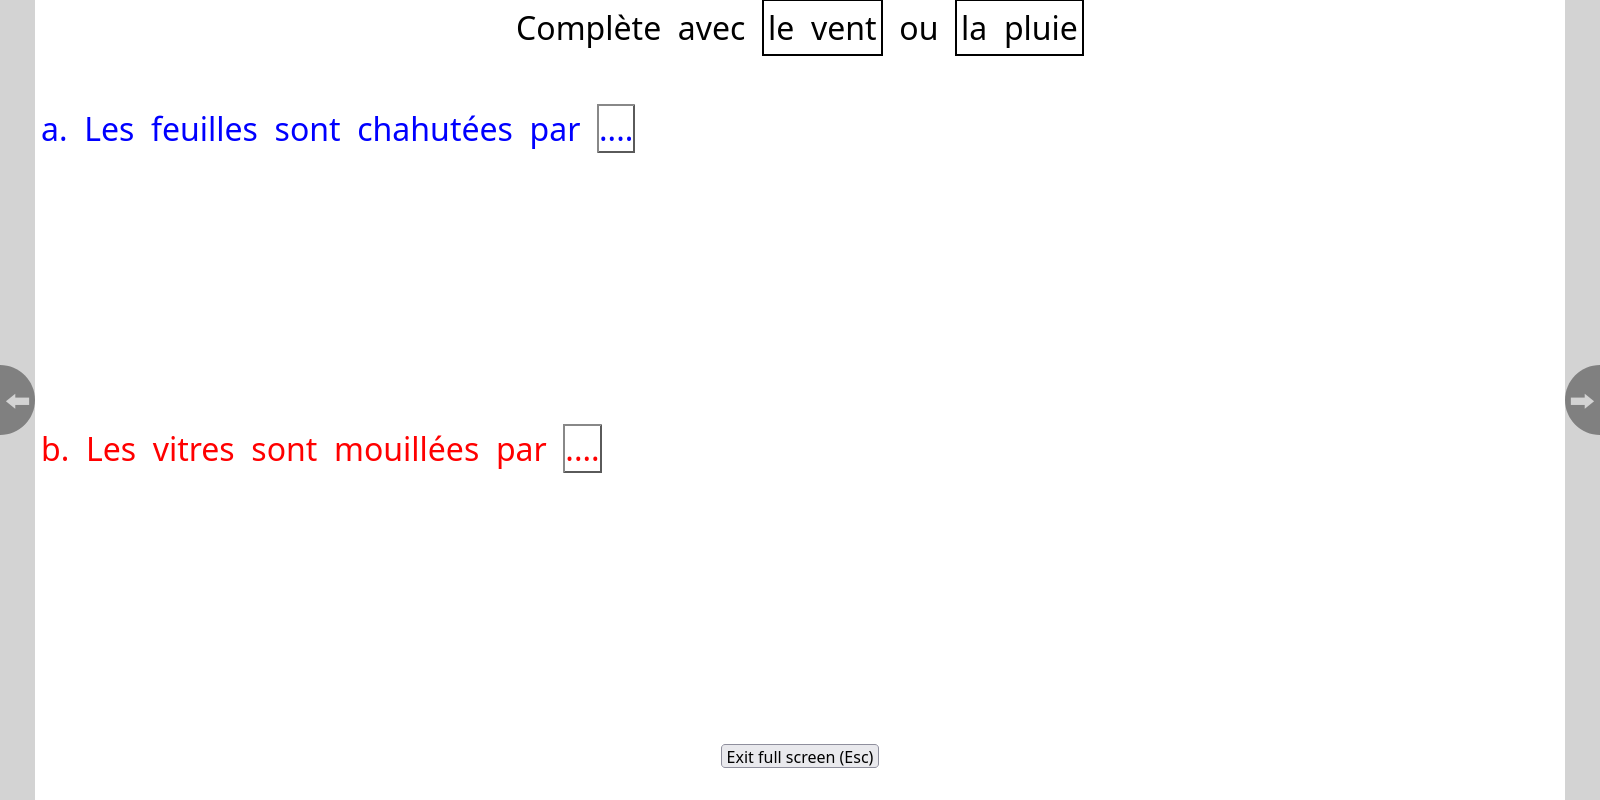 Complète avec le vent ou la pluie
a. Les feuilles sont chahutées par ....
b. Les vitres sont mouillées par ....
Exit full screen (Esc)